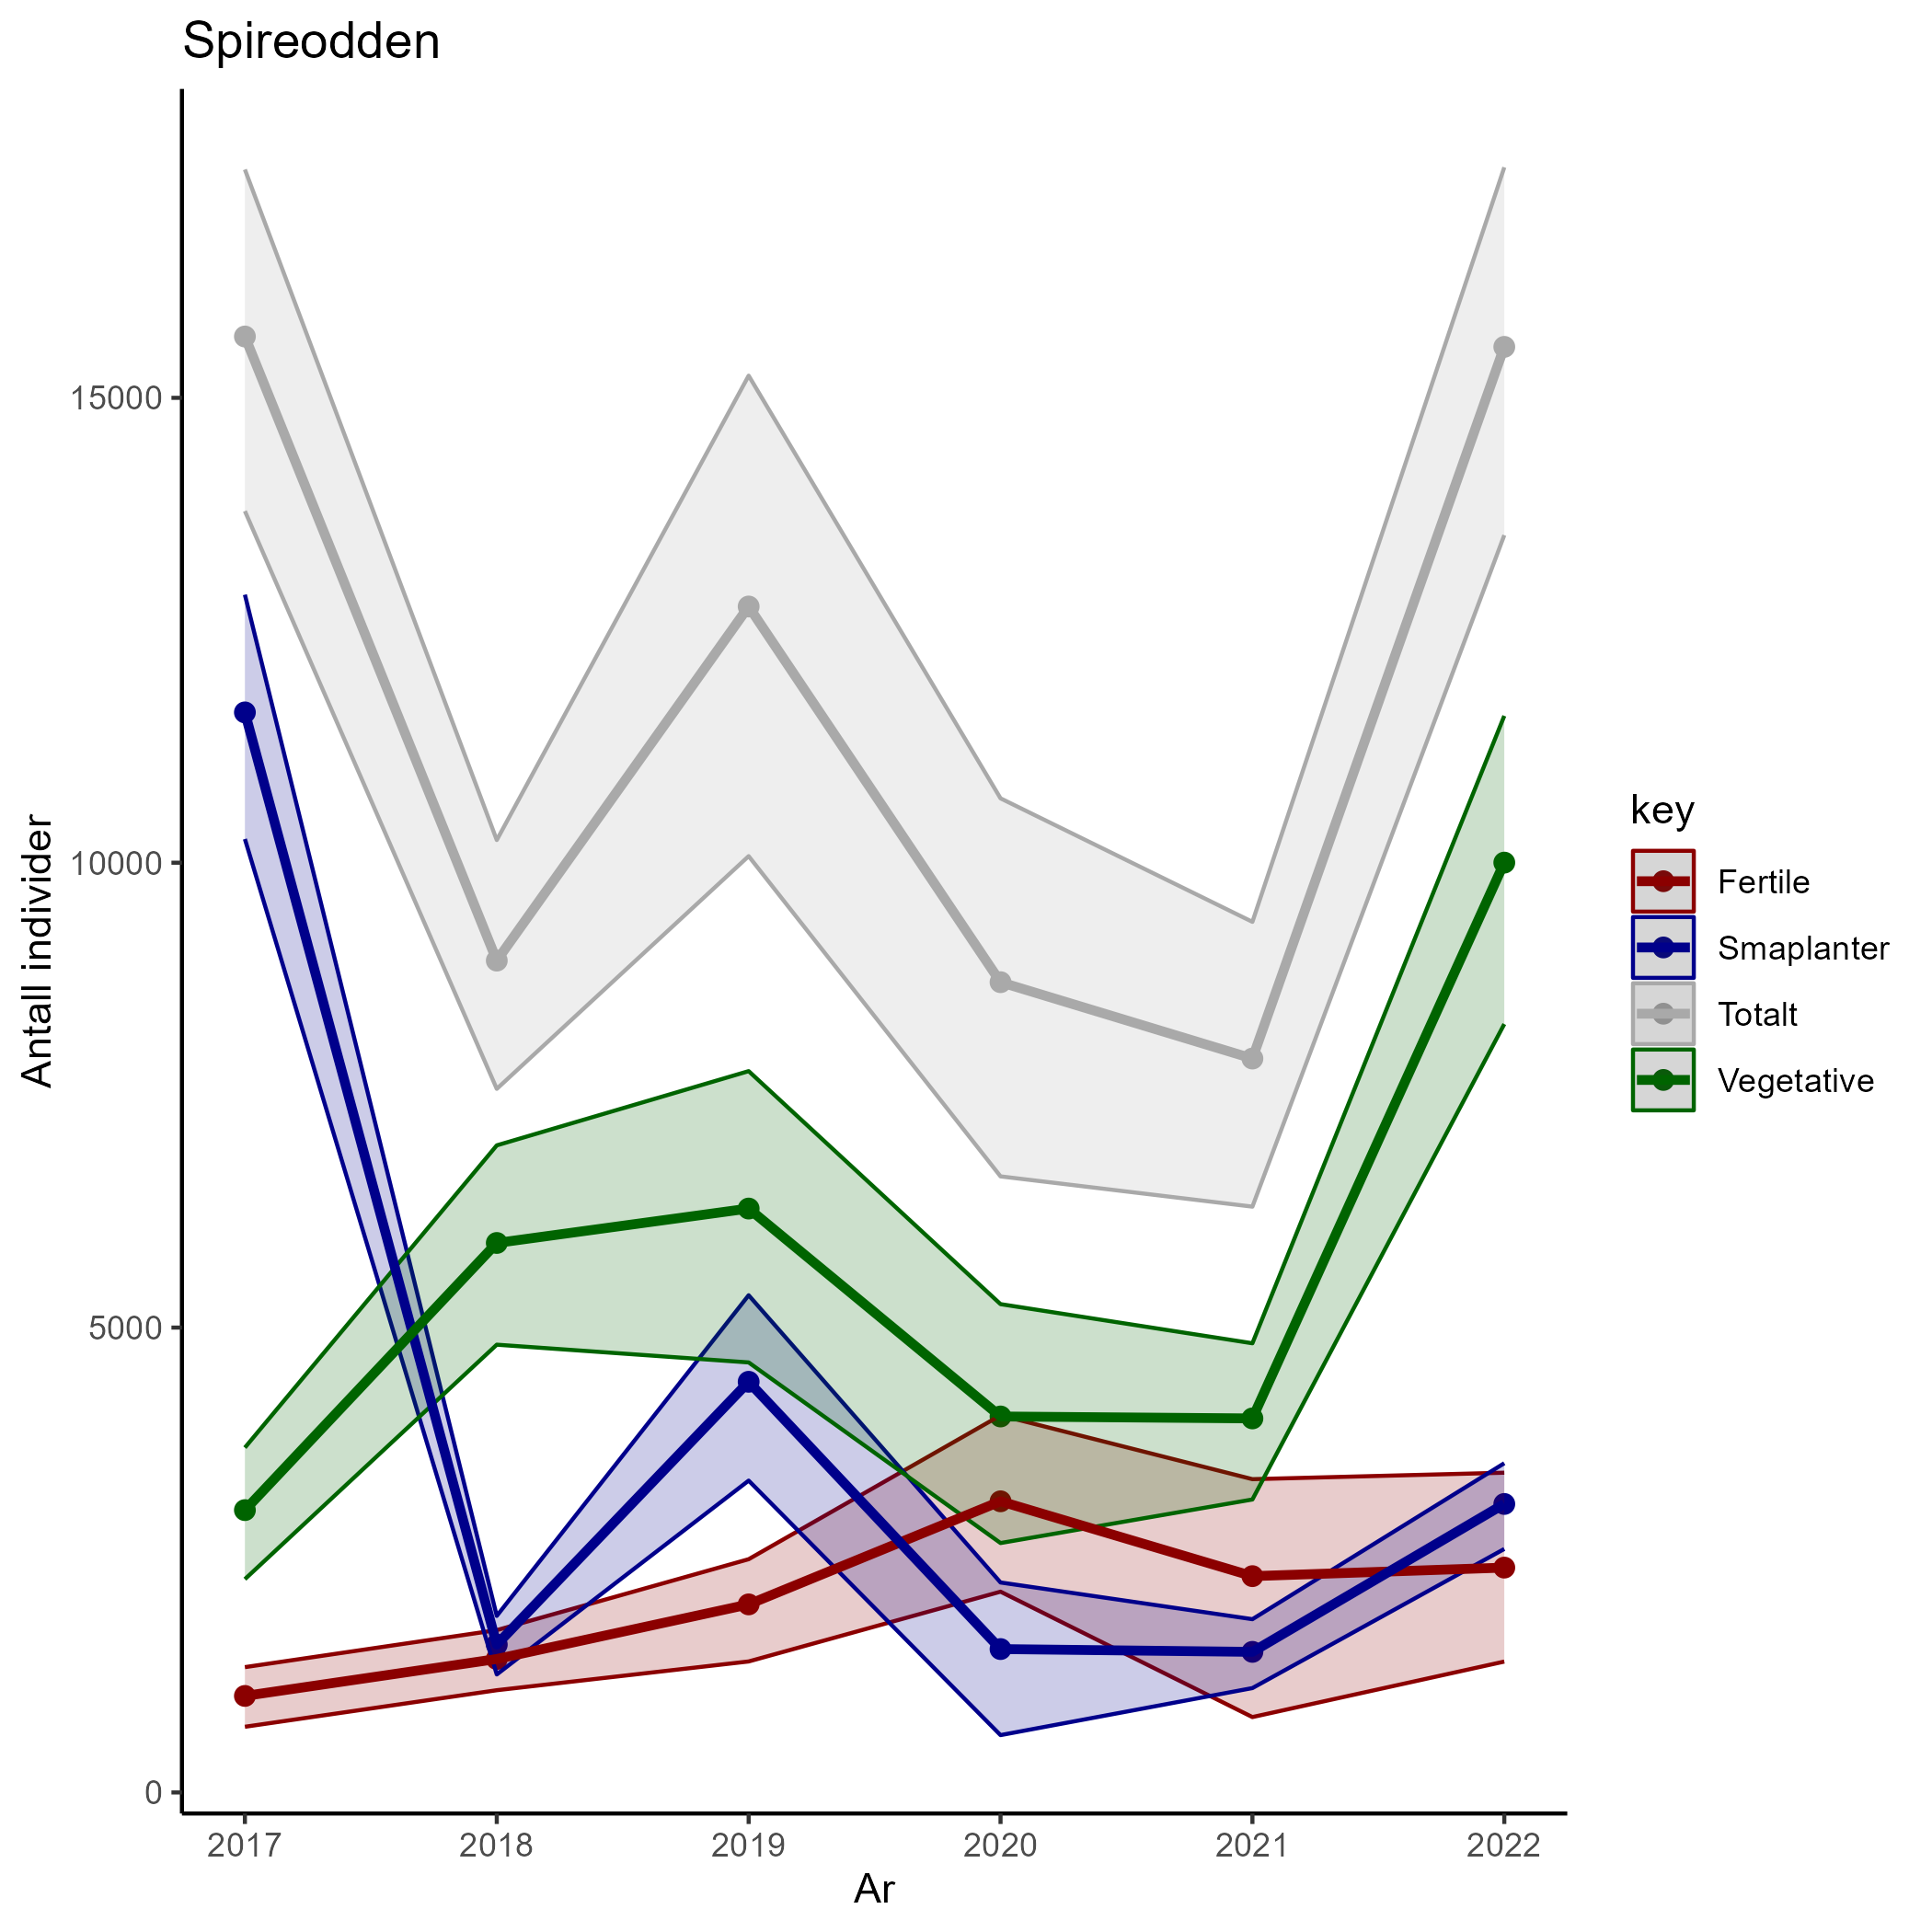 Spireodden
Antall individer
15000
10000
5000
0
2017 2018 2019 2020 2021 2022
Ar
key
Fertile
Smaplanter
Totalt
Vegetative